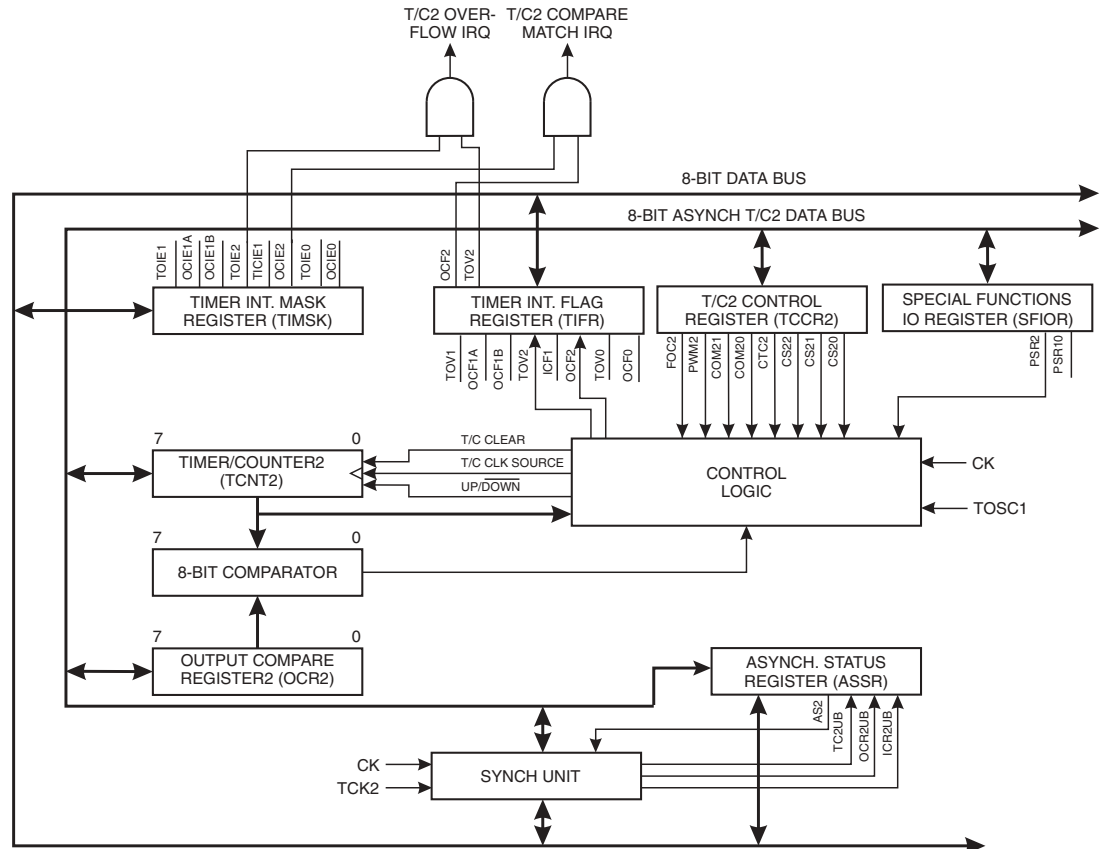 T/C2 OVER-
FLOW IRQ
T/C2 COMPARE
MATCH IRQ
8-BIT DATA BUS
8-BIT ASYNCH T/C2 DATA BUS
TOIE1
OCIE1A
OCIE1B
TOIE2
TICIE1
OCIE2
TOIE0
OCIE0
OCF2
TOV2
TIMER INT. MASK
REGISTER (TIMSK)
TIMER INT. FLAG
REGISTER (TIFR)
T/C2 CONTROL
REGISTER (TCCR2)
SPECIAL FUNCTIONS
IO REGISTER (SFIOR)
TOV1
OCF1A
OCF1B
TOV2
ICF1
OCF2
TOV0
OCF0
FOC2
PWM2
COM21
COM20
CTC2
CS22
CS21
CS20
PSR2
PSR10
7 0
TIMER/COUNTER2
(TCNT2)
T/C CLEAR
T/C CLK SOURCE
UP/DOWN
CONTROL
LOGIC
CK
TOSC1
7 0
8-BIT COMPARATOR
7 0
OUTPUT COMPARE
REGISTER2 (OCR2)
ASYNCH. STATUS
REGISTER (ASSR)
AS2
TC2UB
OCR2UB
ICR2UB
CK
TCK2
SYNCH UNIT